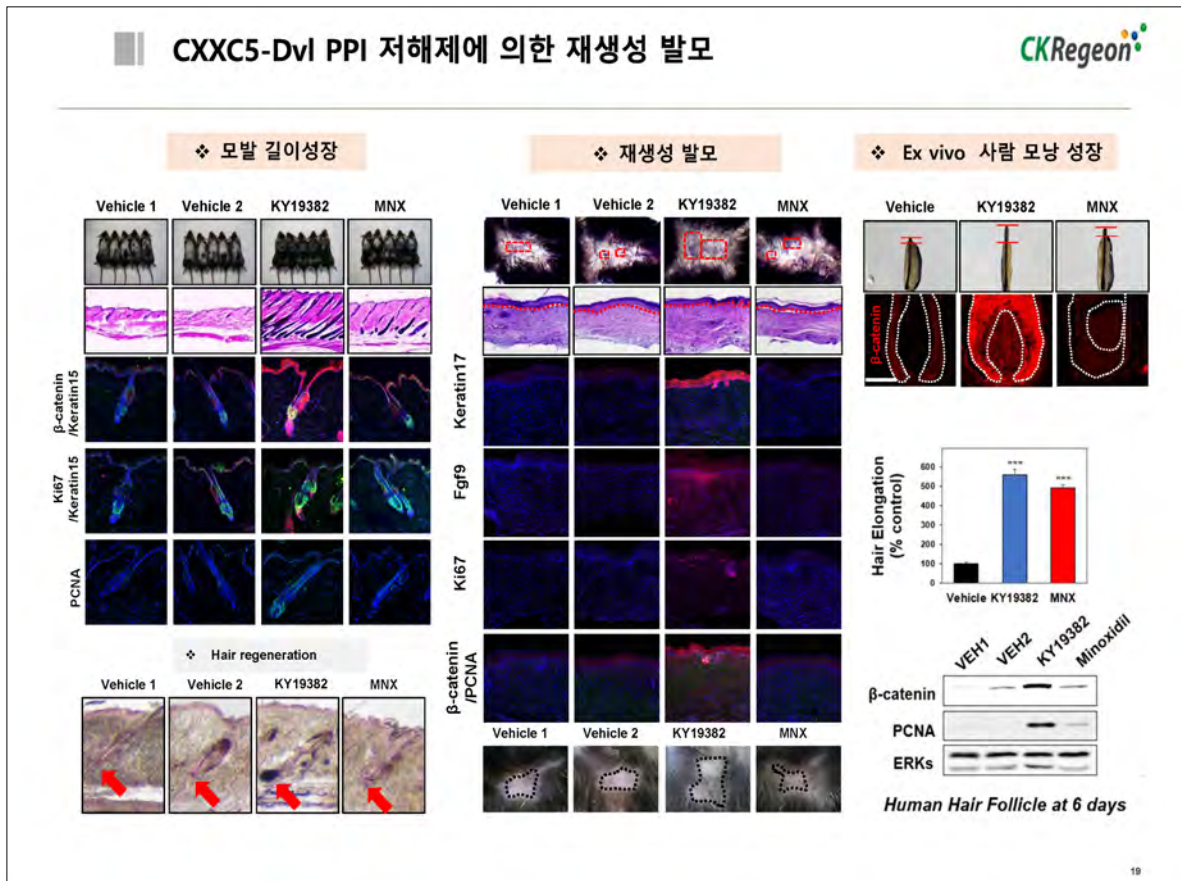 CXXC5-Dvl PPI 저해제에 의한 재생성 발모
CKRegeon
❖ 모발 길이성장
Vehicle 1 Vehicle 2 KY19382 MNX
β-catenin
/Keratin15
Ki67
/Keratin15
PCNA
❖ Hair regeneration
Vehicle 1 Vehicle 2 KY19382 MNX
❖ 재생성 발모
Vehicle 1 Vehicle 2 KY19382 MNX
Keratin17
Fgf9
Ki67
β-catenin
/PCNA
Vehicle 1 Vehicle 2 KY19382 MNX
❖ Ex vivo 사람 모낭 성장
Vehicle KY19382 MNX
β-catenin
Hair Elongation
(% control)
600
500
400
300
200
100
0
***
***
Vehicle KY19382 MNX
VEH1 VEH2 KY19382 Minoxidil
β-catenin
PCNA
ERKs
Human Hair Follicle at 6 days
19